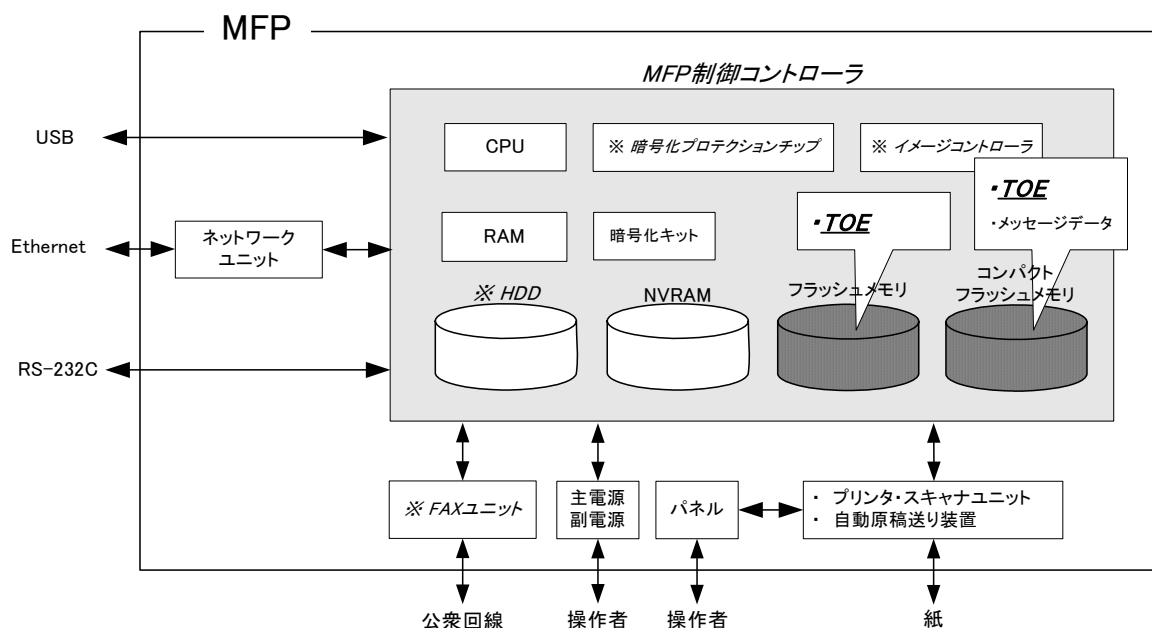 MFP
MFP制御コントローラ
USB
CPU
※ 暗号化プロテクションチップ
※ イメージコントローラ
・TOE
・TOE
・メッセージデータ
Ethernet
ネットワーク
ユニット
RAM
暗号化キット
※ HDD
NVRAM
フラッシュメモリ
コンパクト
フラッシュメモリ
RS-232C
※ FAXユニット
主電源
副電源
パネル
・ プリンタ・スキャナユニット
・ 自動原稿送り装置
公衆回線
操作者
操作者
紙